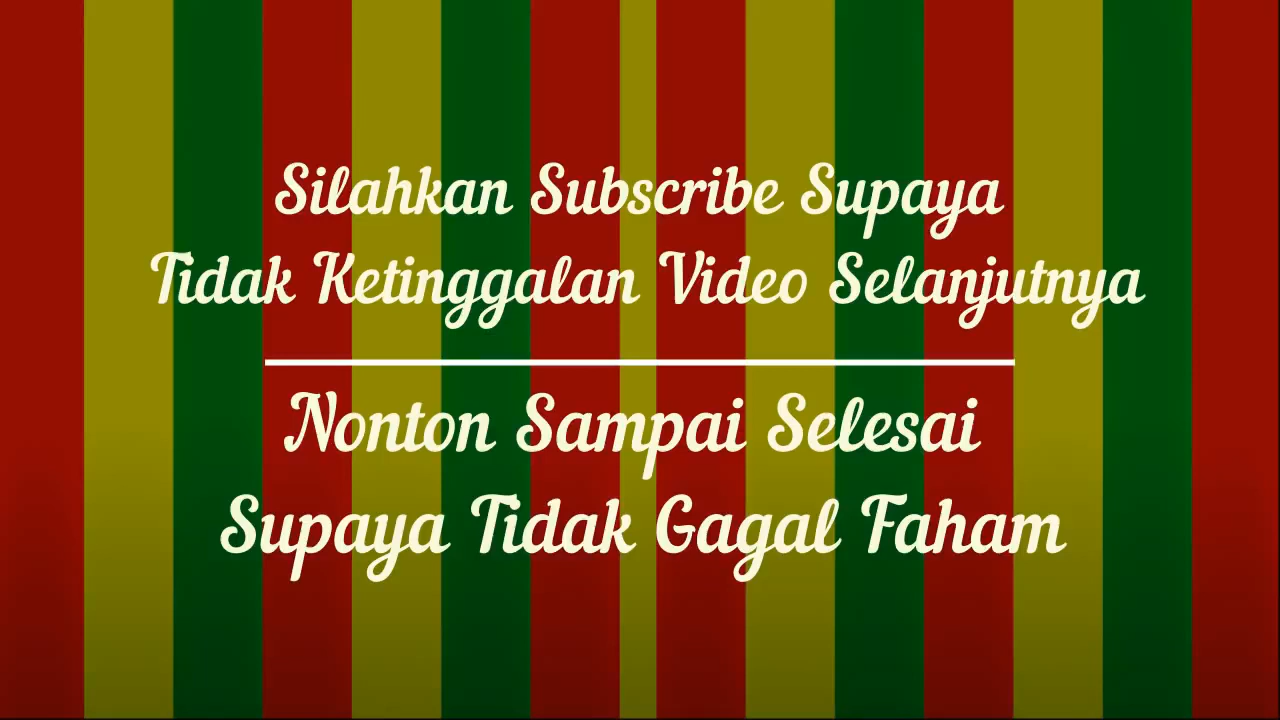 Silahkan Subscribe Supaya
Tidak Ketinggalan Video Selanjutnya
Nonton Sampai Selesai
Supaya Tidak Gagal Faham